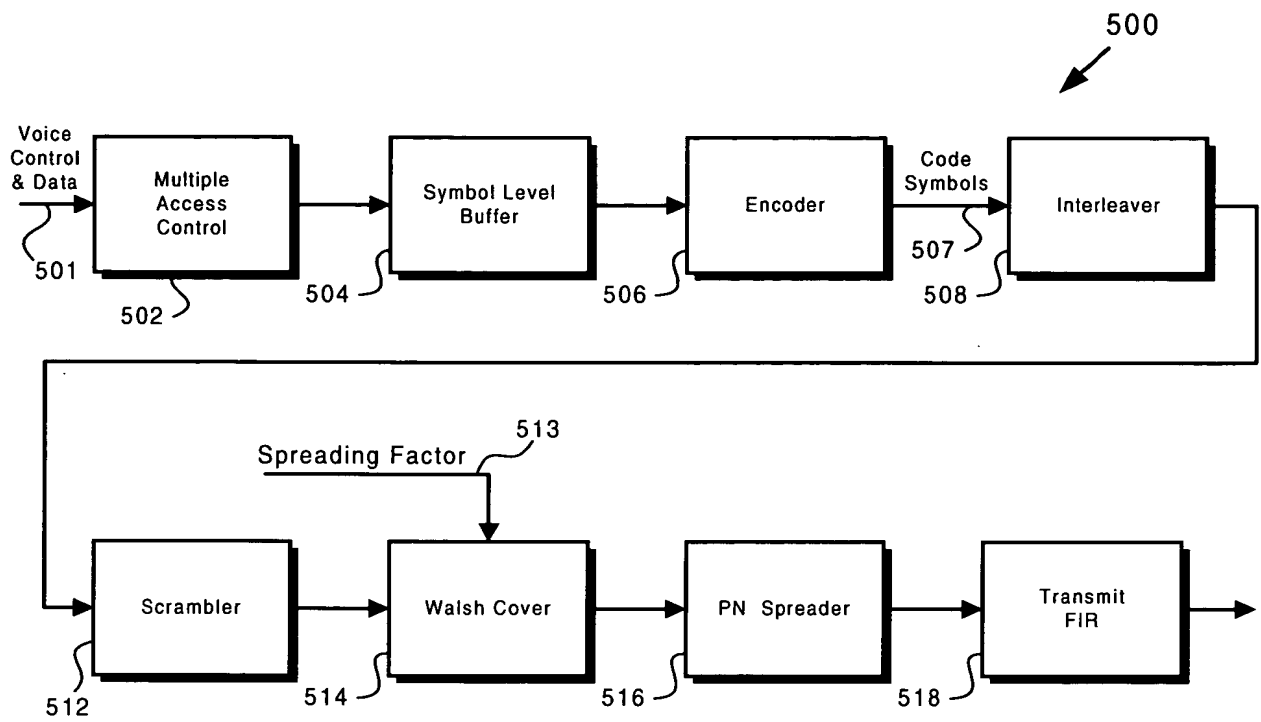 500
Voice
Control
& Data
501
Multiple
Access
Control
502
Symbol Level
Buffer
504
Encoder
506
Code
Symbols
507
Interleaver
508
Spreading Factor
513
Scrambler
512
Walsh Cover
514
PN Spreader
516
Transmit
FIR
518